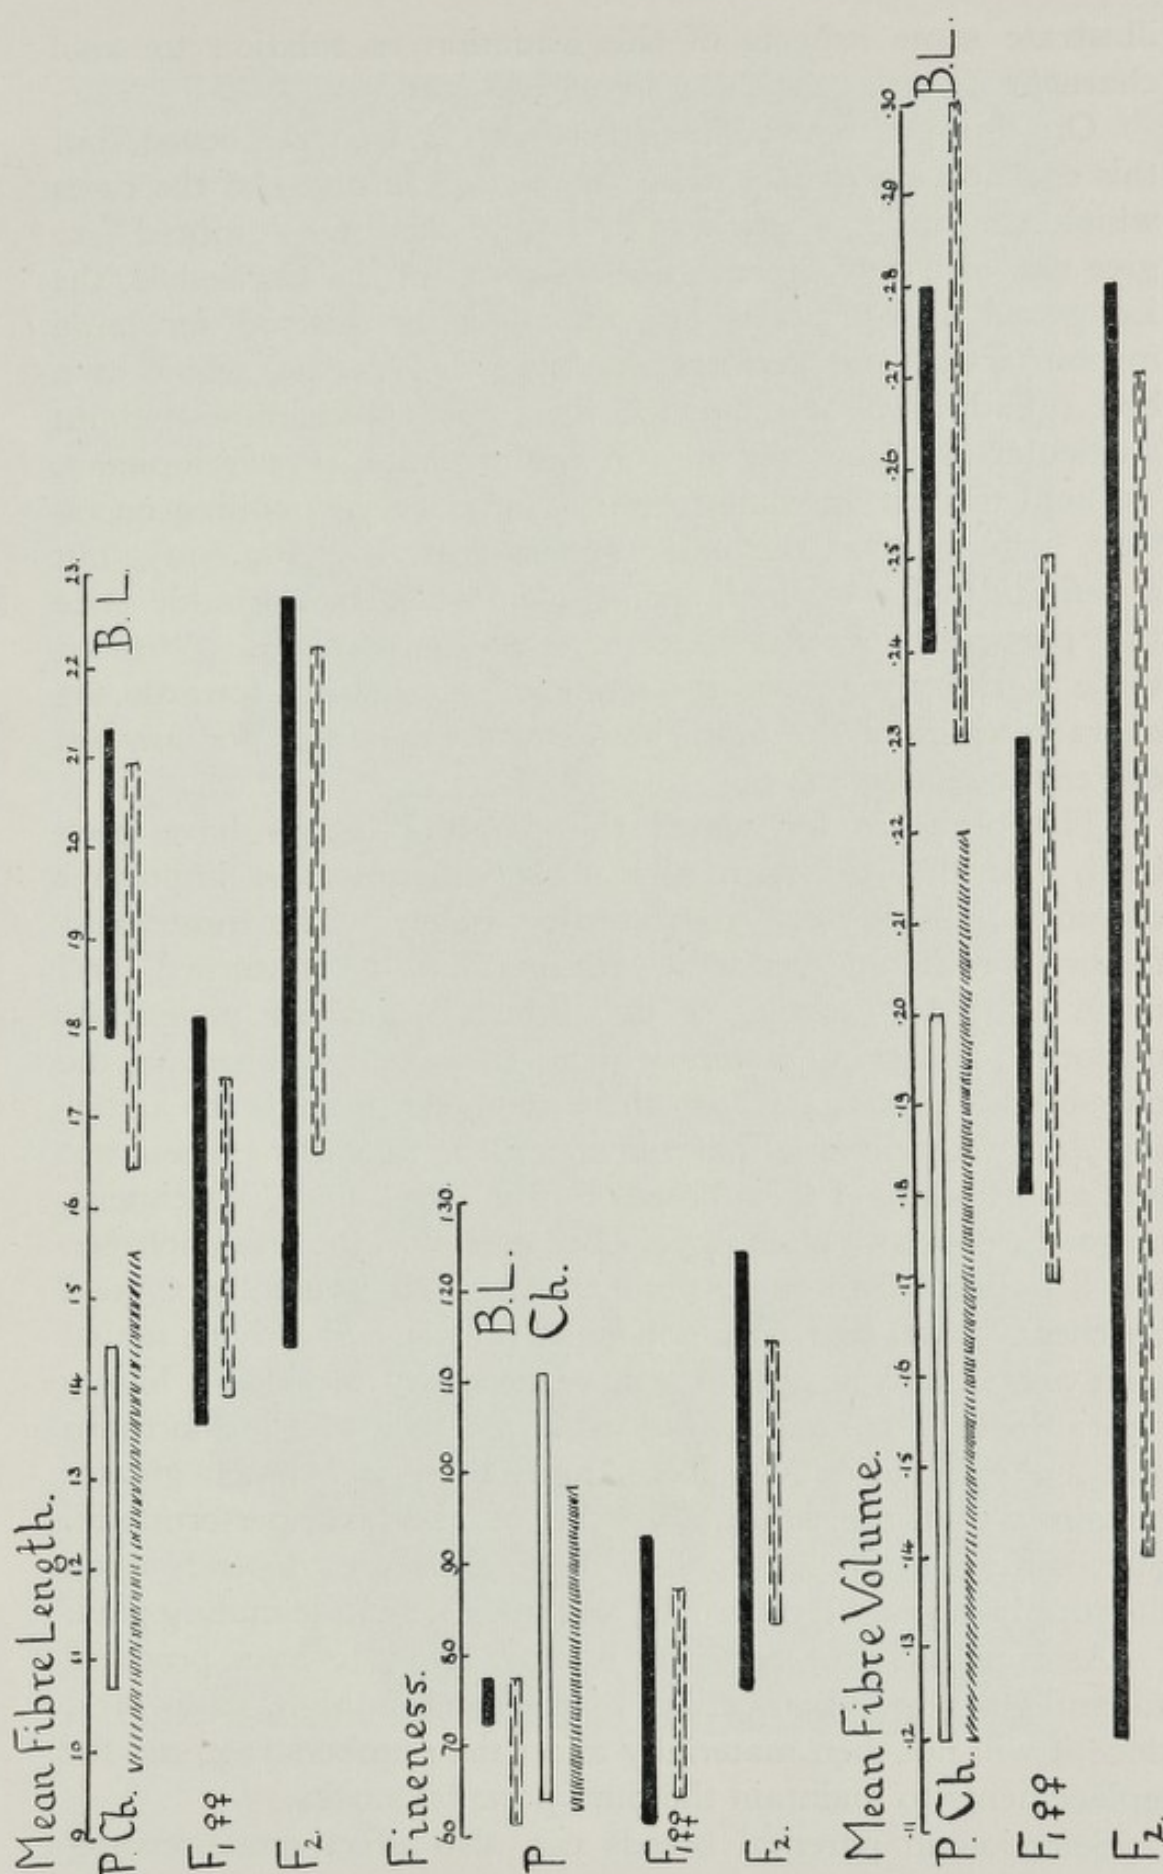 Mean Fibre Length.
9 10 11 12 13 14 15 16 17 18 19 20 21 22 23.
P. Ch. B. L.
F₁ ♀♀
F₂.
Fineness.
60 70 80 90 100 110 120 130.
B.L.
P Ch.
F₁♀♀
F₂.
Mean Fibre Volume.
·11 ·12 ·13 ·14 ·15 ·16 ·17 ·18 ·19 ·20 ·21 ·22 ·23 ·24 ·25 ·26 ·27 ·28 ·29 ·30
P. Ch. B.L.
F₁ ♀♀
F₂.